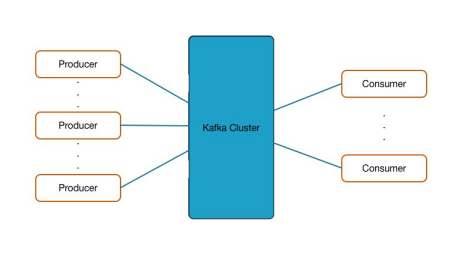 Producer
Producer
Producer
Kafka Cluster
Consumer
Consumer